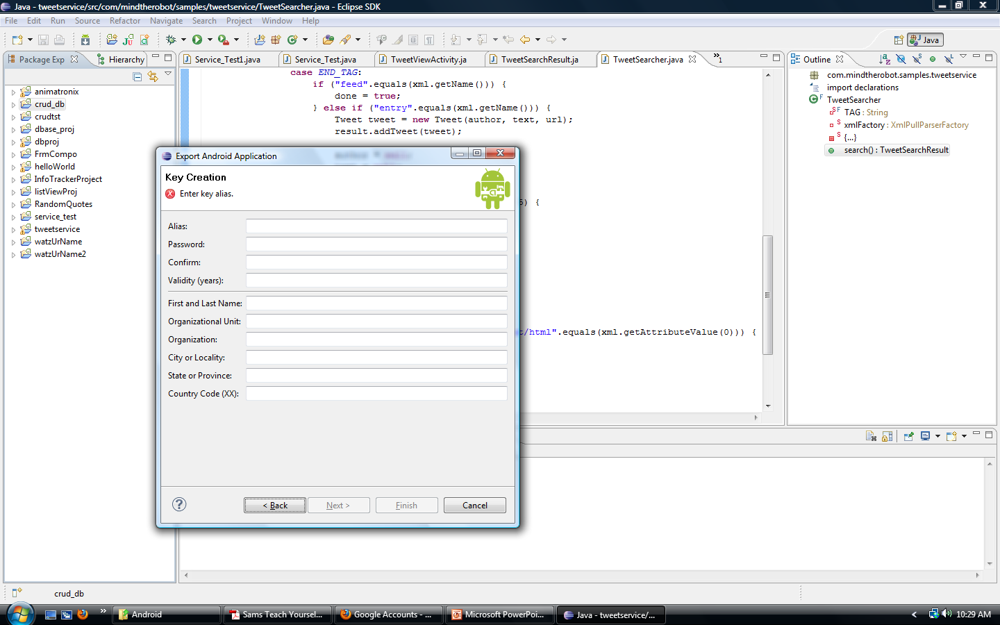 Java - tweetservice/src/com/mindtherobot/samples/tweetservice/TweetSearcher.java - Eclipse SDK
File Edit Run Source Refactor Navigate Search Project Window Help
Java
Package Exp
Hierarchy
Service_Test1.java
Service_Test.java
TweetViewActivity.ja
TweetSearchResult.ja
TweetSearcher.java
»1
Outline
animatronix
crud_db
crudtst
dbase_proj
dbproj
FrmCompo
helloWorld
InfoTrackerProject
listViewProj
RandomQuotes
service_test
tweetservice
watzUrName
watzUrName2
case END_TAG:
if ("feed".equals(xml.getName())) {
done = true;
} else if ("entry".equals(xml.getName())) {
Tweet tweet = new Tweet(author, text, url);
result.addTweet(tweet);
) {
/html".equals(xml.getAttributeValue(0))) {
com.mindtherobot.samples.tweetservice
import declarations
TweetSearcher
TAG : String
xmlFactory : XmlPullParserFactory
{...}
search() : TweetSearchResult
Export Android Application
Key Creation
Enter key alias.
Alias:
Password:
Confirm:
Validity (years):
First and Last Name:
Organizational Unit:
Organization:
City or Locality:
State or Province:
Country Code (XX):
?
< Back
Next >
Finish
Cancel
crud_db
Android
Sams Teach Yoursel...
Google Accounts - ...
Microsoft PowerPoi...
Java - tweetservice/...
10:29 AM